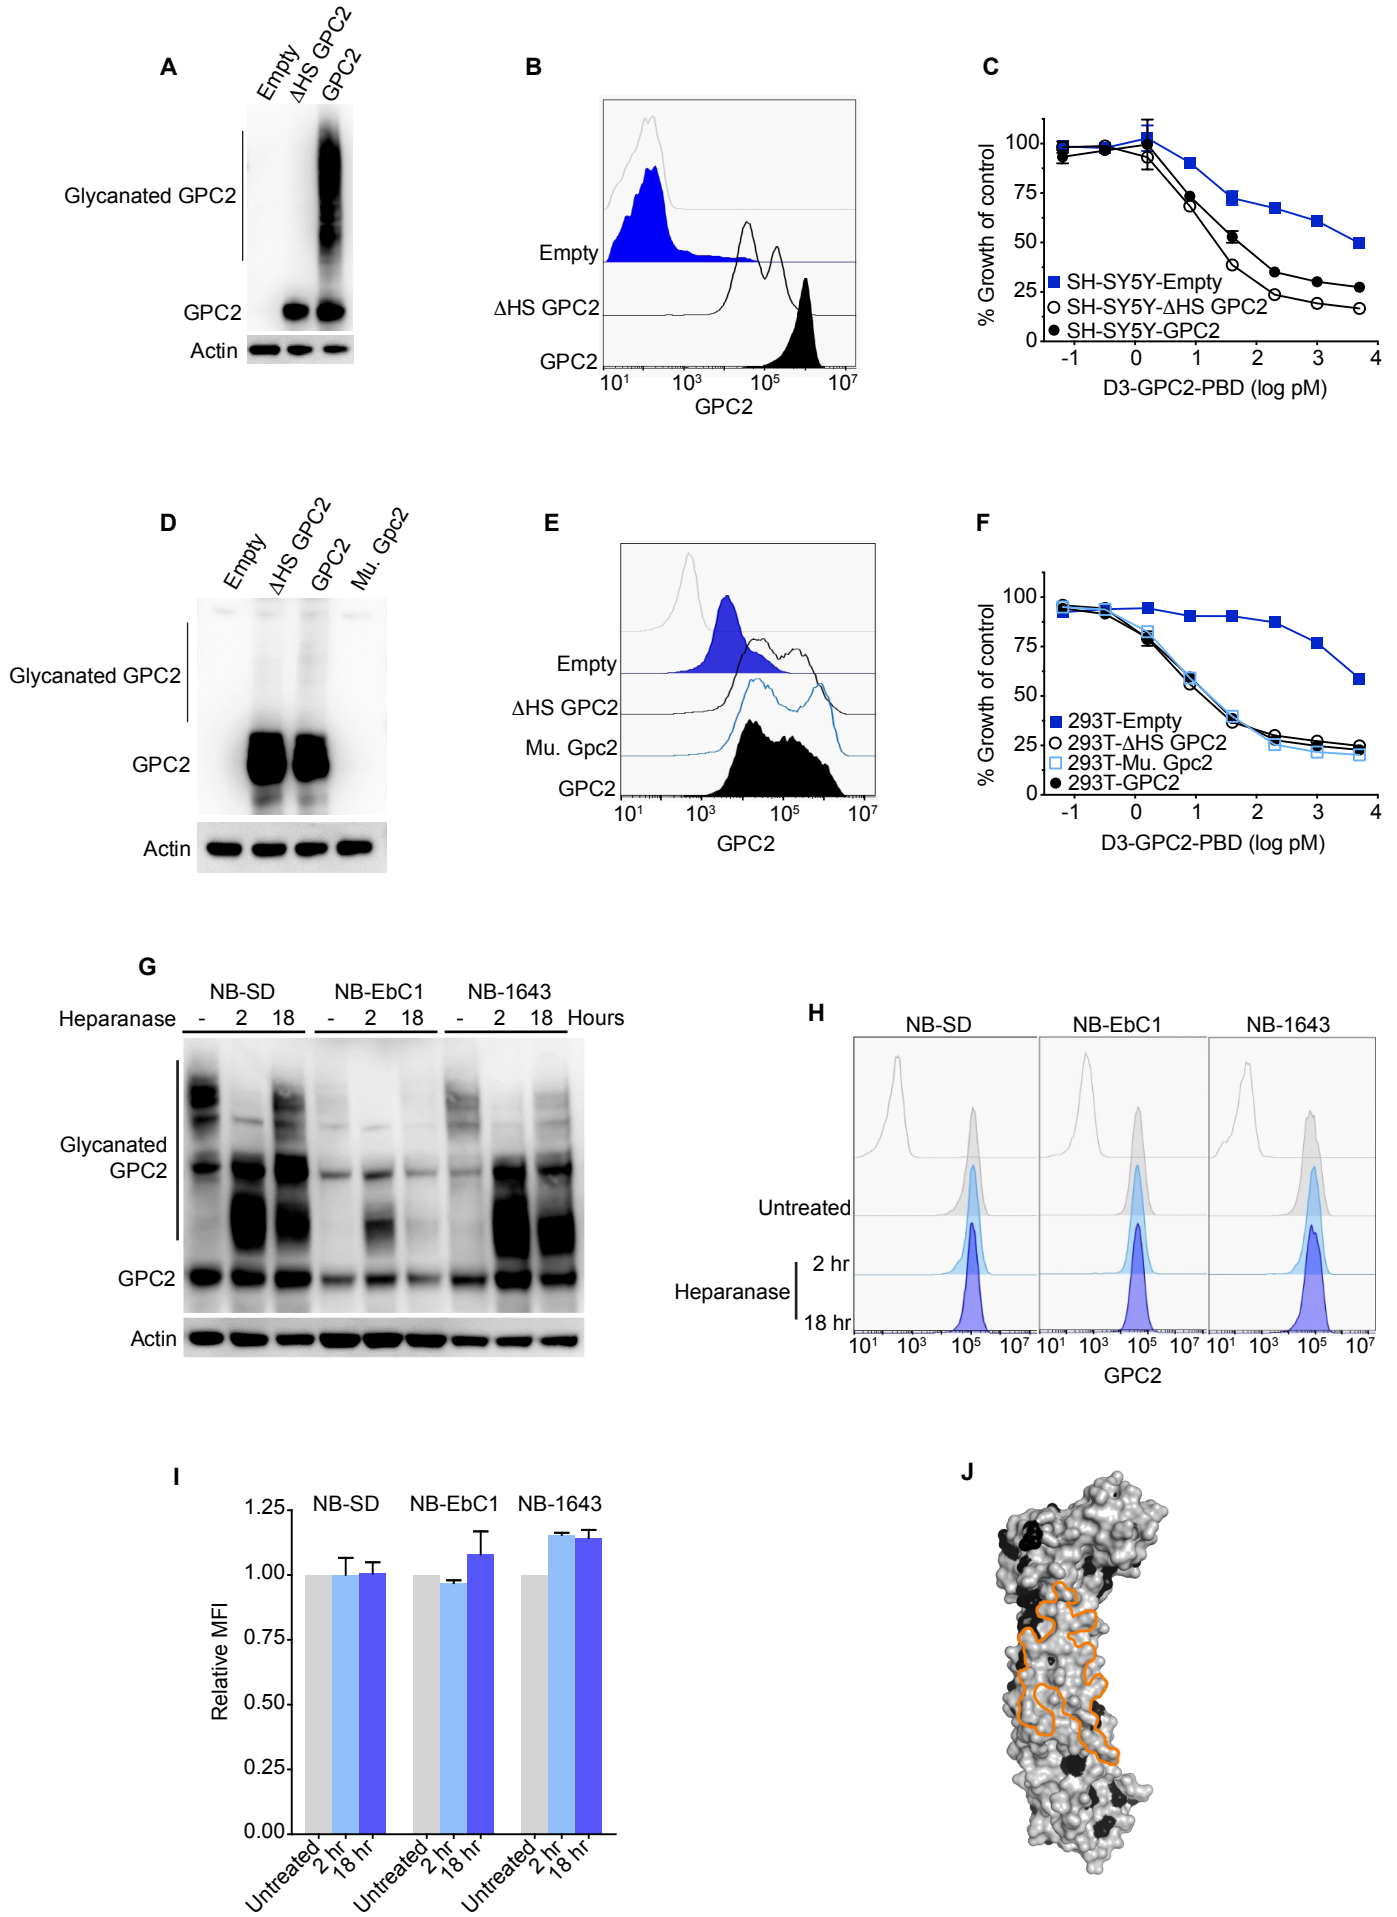 A
Empty
ΔHS GPC2
GPC2
Glycanated GPC2
GPC2
Actin
B
Empty
ΔHS GPC2
GPC2
10¹ 10³ 10⁵ 10⁷
GPC2
C
% Growth of control
100
75
50
25
0
SH-SY5Y-Empty
SH-SY5Y-ΔHS GPC2
SH-SY5Y-GPC2
-1 0 1 2 3 4
D3-GPC2-PBD (log pM)
D
Empty
ΔHS GPC2
GPC2
Mu. Gpc2
Glycanated GPC2
GPC2
Actin
E
Empty
ΔHS GPC2
Mu. Gpc2
GPC2
10¹ 10³ 10⁵ 10⁷
GPC2
F
% Growth of control
100
75
50
25
0
293T-Empty
293T-ΔHS GPC2
293T-Mu. Gpc2
293T-GPC2
-1 0 1 2 3 4
D3-GPC2-PBD (log pM)
G
NB-SD NB-EbC1 NB-1643
Heparanase - 2 18 - 2 18 - 2 18 Hours
Glycanated
GPC2
GPC2
Actin
H
NB-SD NB-EbC1 NB-1643
Untreated
2 hr
Heparanase
18 hr
10¹ 10³ 10⁵ 10⁷ 10¹ 10³ 10⁵ 10⁷ 10¹ 10³ 10⁵ 10⁷
GPC2
I
NB-SD NB-EbC1 NB-1643
Relative MFI
1.25
1.00
0.75
0.50
0.25
0.00
Untreated 2 hr 18 hr Untreated 2 hr 18 hr Untreated 2 hr 18 hr
J